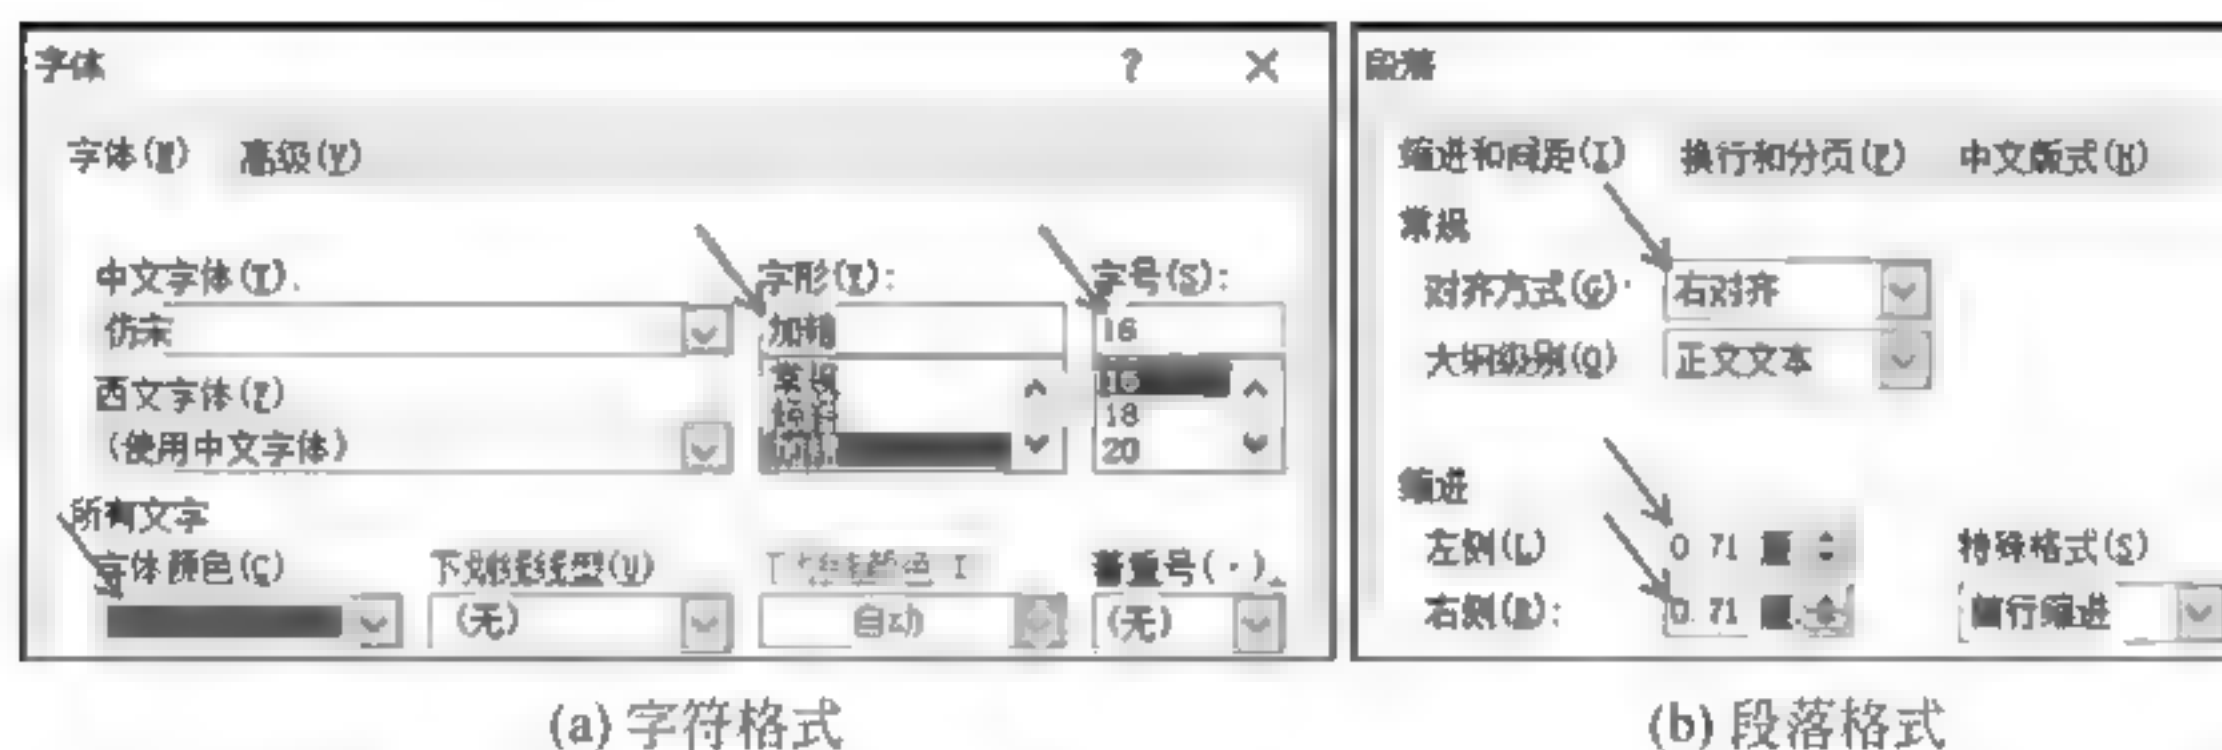 字体 ? ×
字体(N) 高级(V)
中文字体(T): 字形(Y): 字号(S):
仿宋 加粗 16
常规 16
西文字体(F) 18
(使用中文字体) 20
所有文字
字体颜色(C) 下划线线型(U) 着重号(·)
(无) 自动 (无)
(a) 字符格式
段落
缩进和间距(I) 换行和分页(P) 中文版式(H)
常规
对齐方式(G) 右对齐
大纲级别(O) 正文文本
缩进
左侧(L) 0.71 厘 特殊格式(S)
右侧(R): 0.71 厘 首行缩进
(b) 段落格式